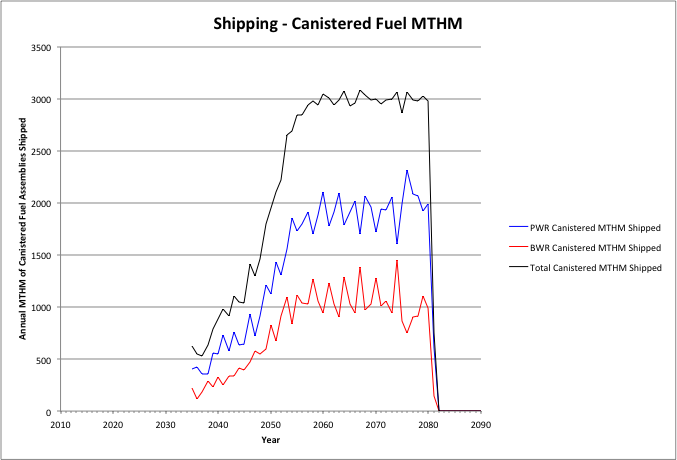 Shipping - Canistered Fuel MTHM
Annual MTHM of Canistered Fuel Assemblies Shipped
3500
3000
2500
2000
1500
1000
500
0
2010 2020 2030 2040 2050 2060 2070 2080 2090
Year
PWR Canistered MTHM Shipped
BWR Canistered MTHM Shipped
Total Canistered MTHM Shipped